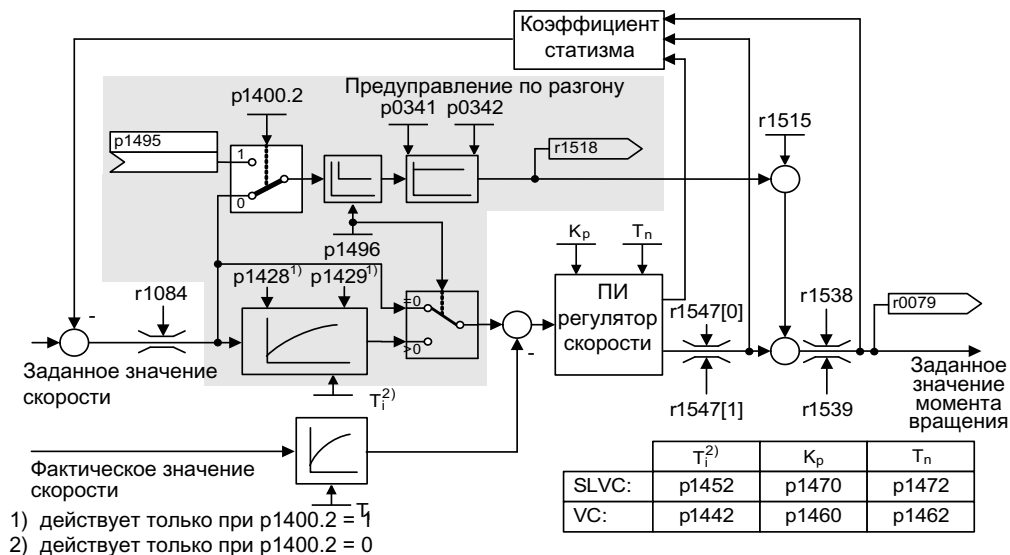 Коэффициент
статизма
Предуправление по разгону
p1400.2
p0341
p0342
p1495
r1518
r1515
1
0
p1496
Kp
Tn
p1428¹⁾
p1429¹⁾
r1084
=0
>0
ПИ
регулятор
скорости
r1547[0]
r1538
r0079
-
-
Заданное значение
скорости
Ti²⁾
r1547[1]
r1539
Заданное
значение
момента
вращения
Фактическое значение
скорости
Ti²⁾ Kp Tn
SLVC: p1452 p1470 p1472
VC: p1442 p1460 p1462
1) действует только при p1400.2 = 1
2) действует только при p1400.2 = 0